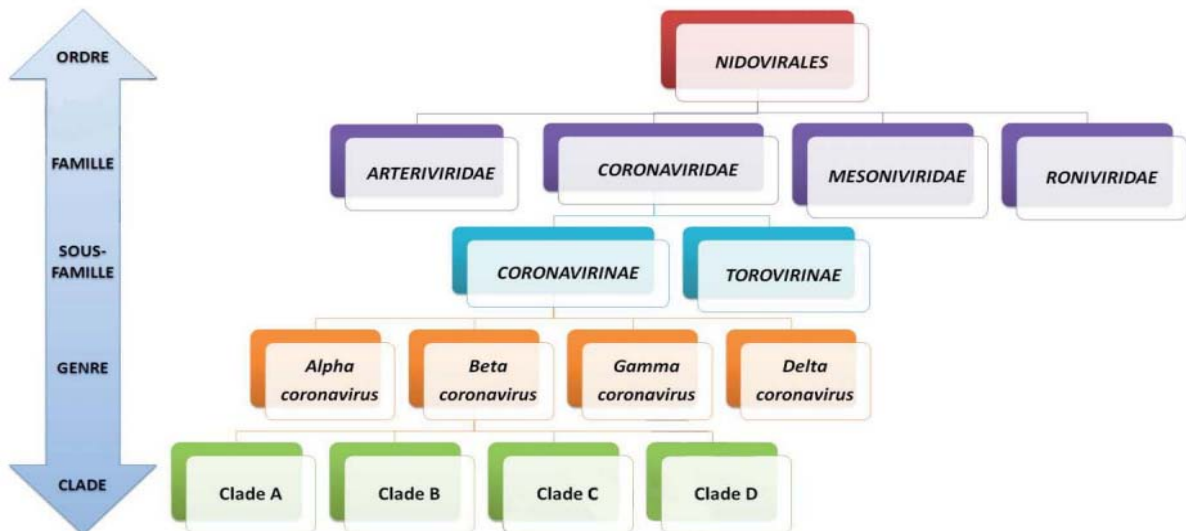 ORDRE
NIDOVIRALES
FAMILLE
ARTERIVIRIDAE
CORONAVIRIDAE
MESONIVIRIDAE
RONIVIRIDAE
SOUS-
FAMILLE
CORONAVIRINAE
TOROVIRINAE
GENRE
Alpha
coronavirus
Beta
coronavirus
Gamma
coronavirus
Delta
coronavirus
CLADE
Clade A
Clade B
Clade C
Clade D